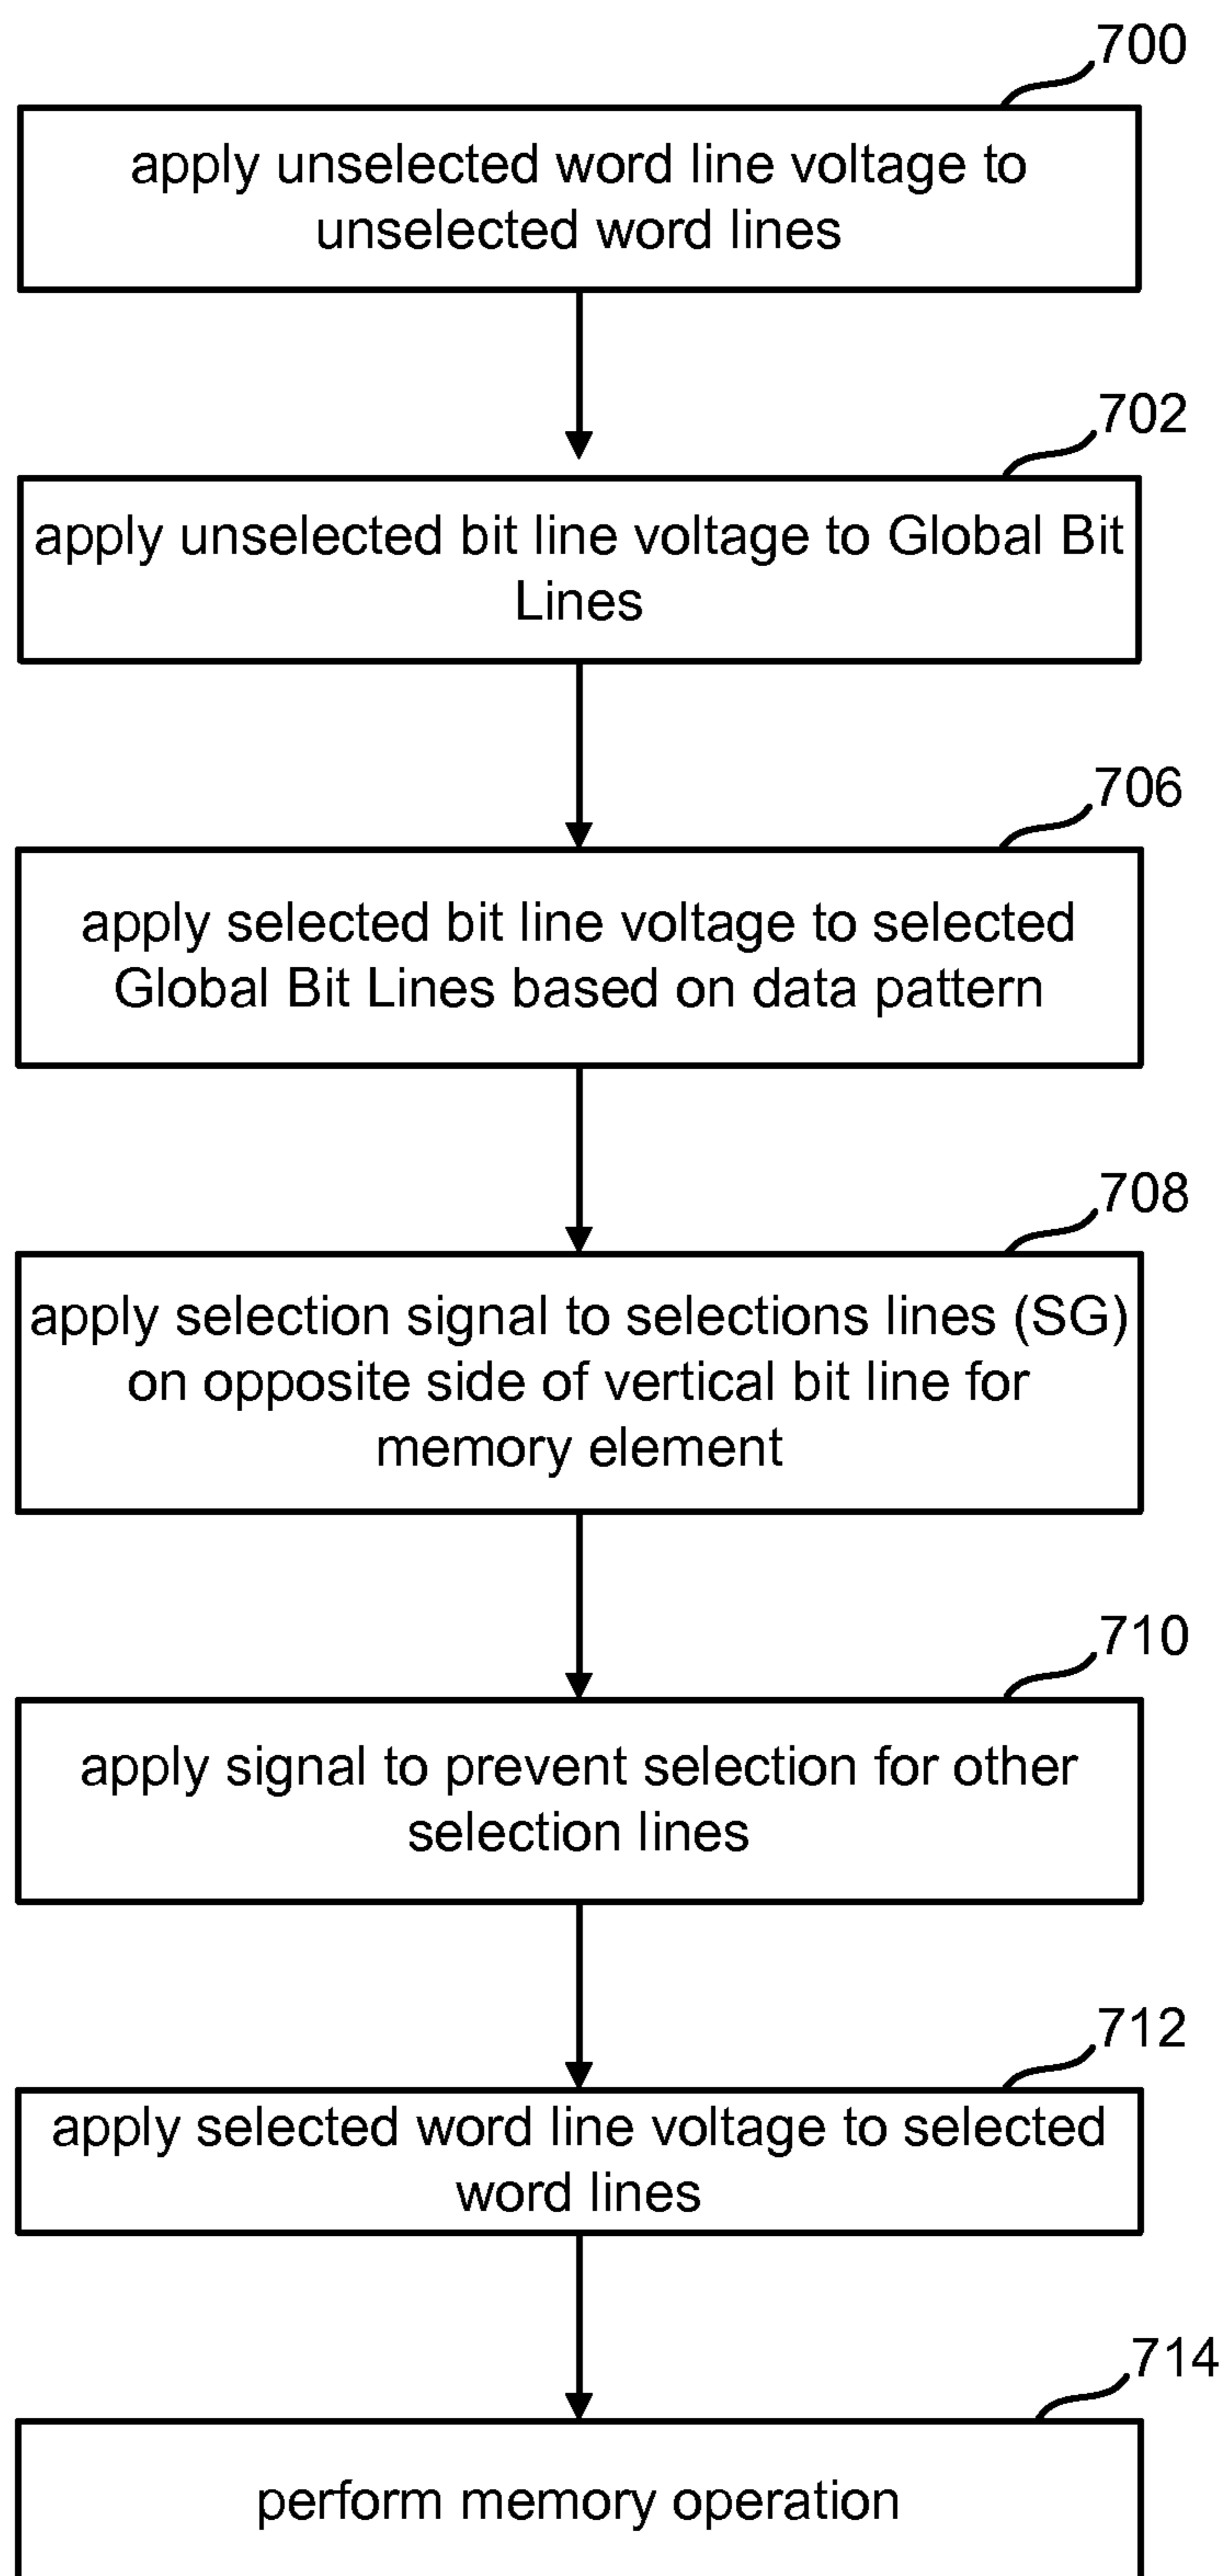 700
apply unselected word line voltage to
unselected word lines
702
apply unselected bit line voltage to Global Bit
Lines
706
apply selected bit line voltage to selected
Global Bit Lines based on data pattern
708
apply selection signal to selections lines (SG)
on opposite side of vertical bit line for
memory element
710
apply signal to prevent selection for other
selection lines
712
apply selected word line voltage to selected
word lines
714
perform memory operation